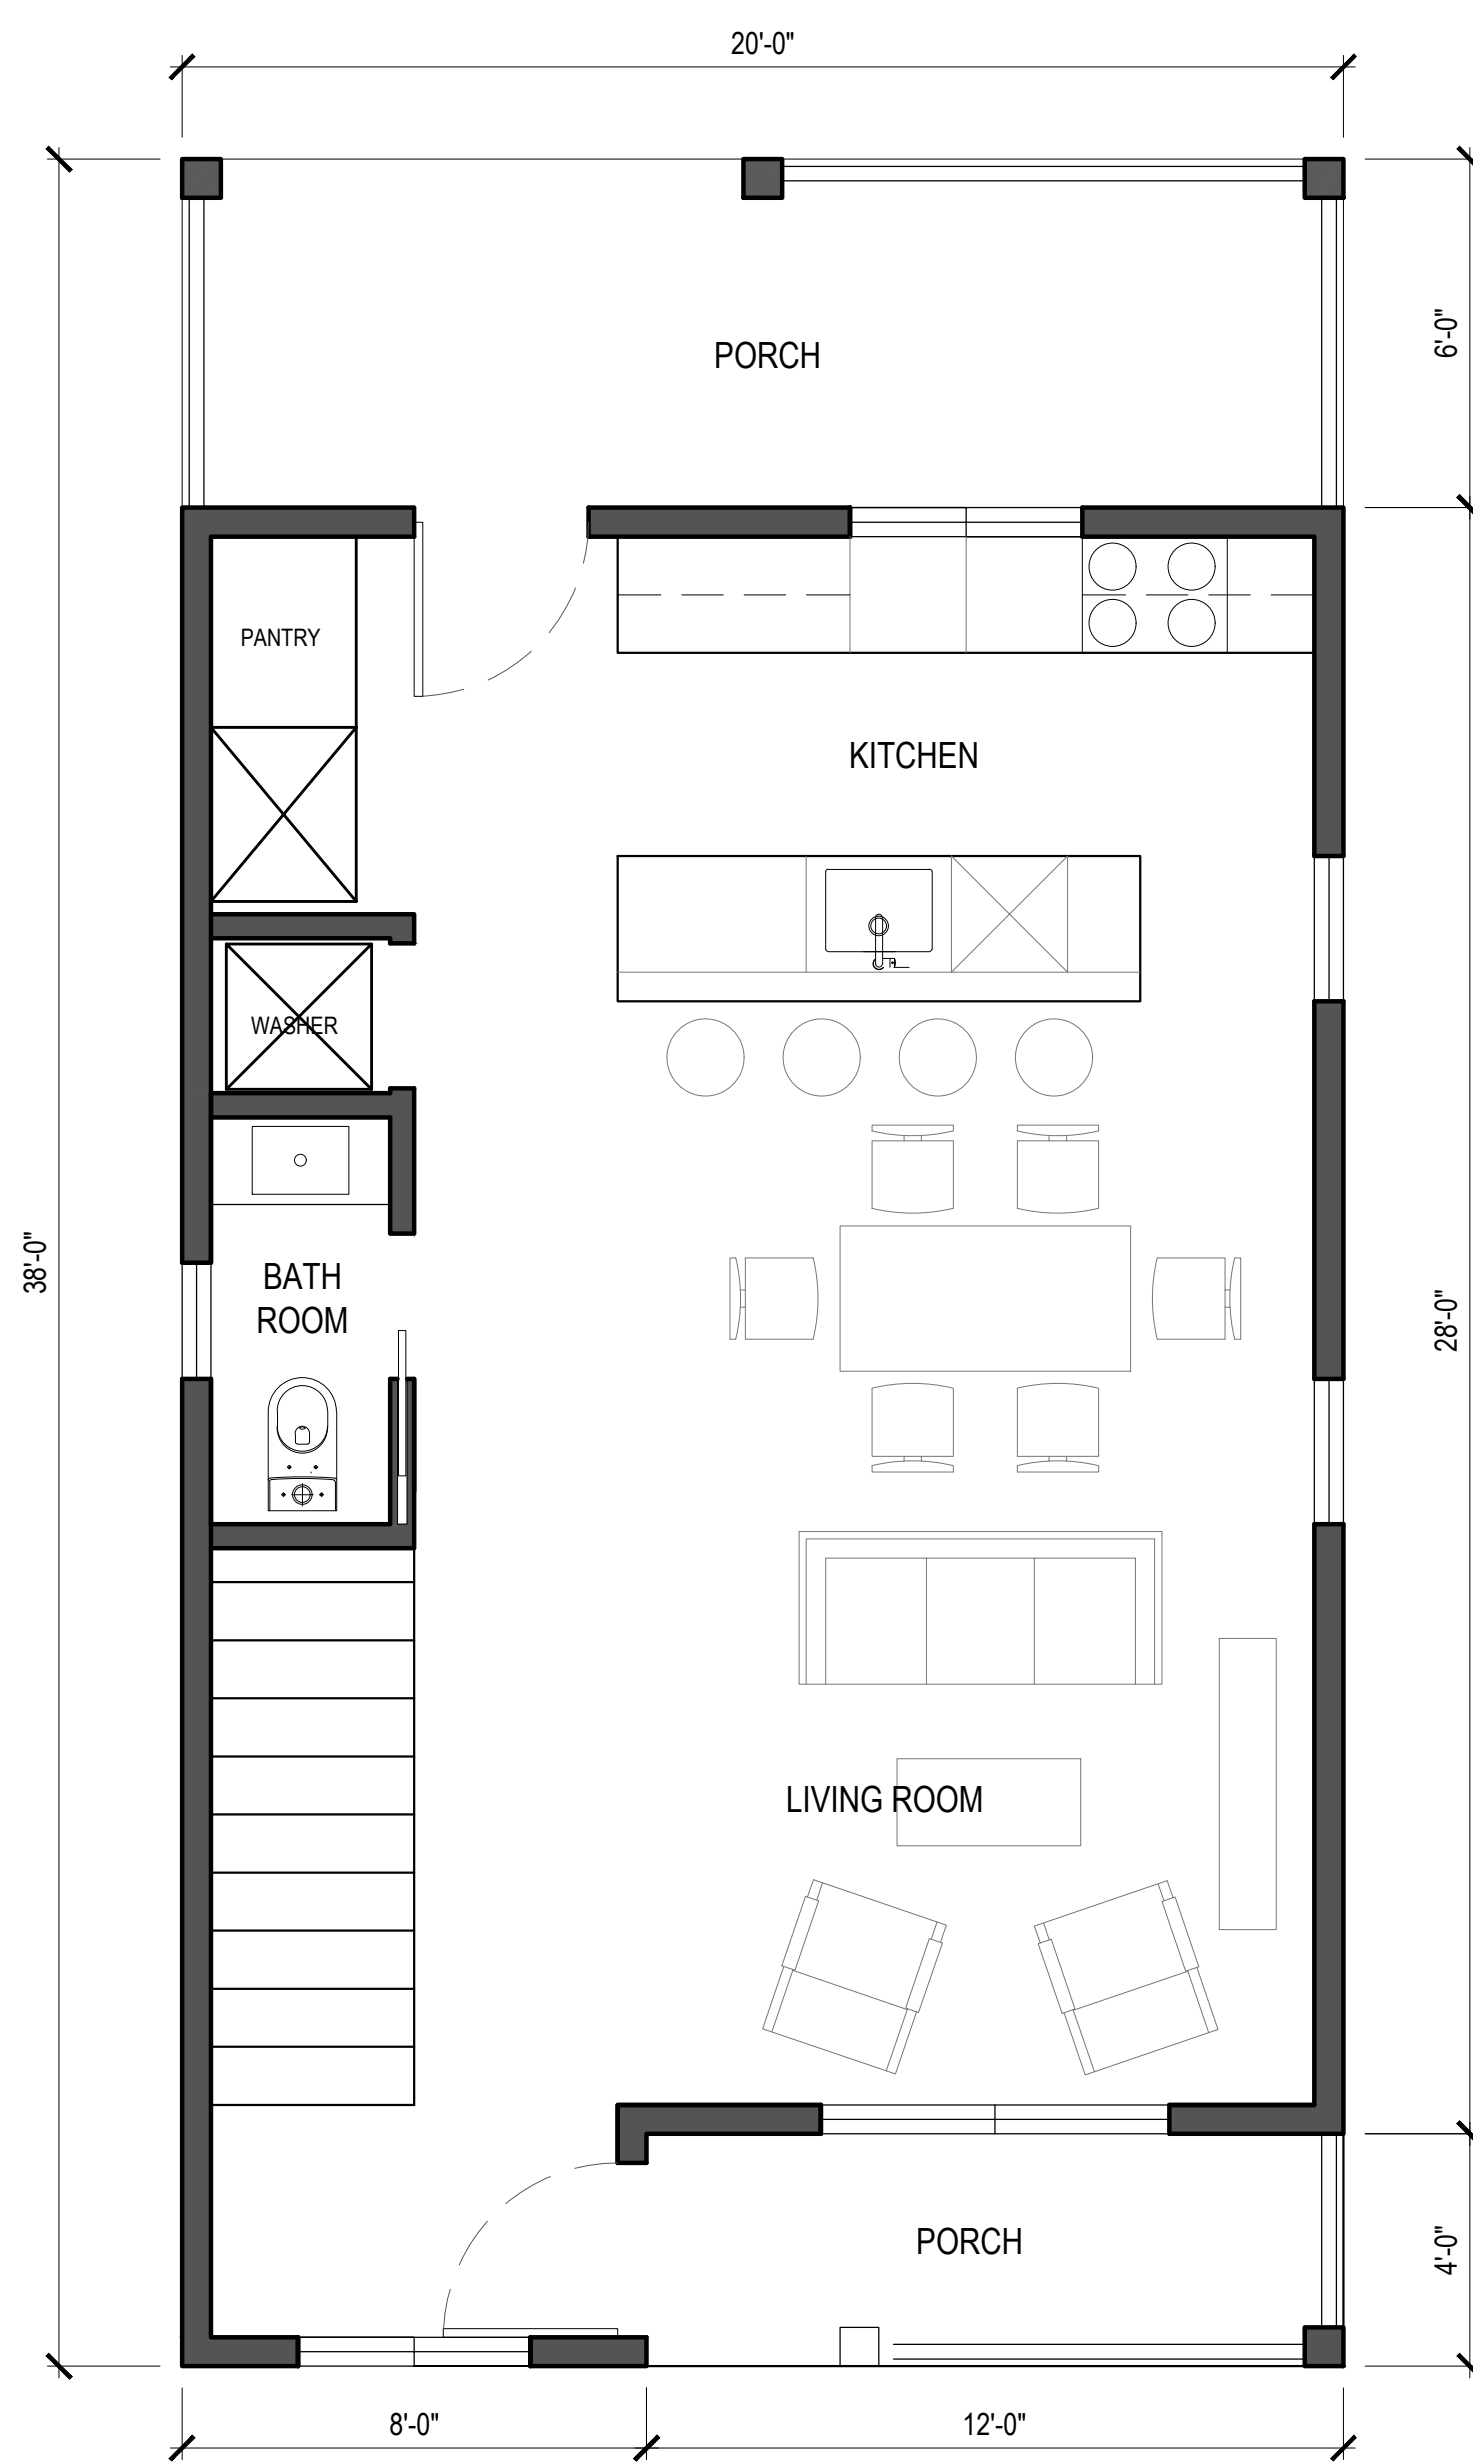 20'-0"
PORCH
6'-0"
PANTRY
KITCHEN
WASHER
38'-0"
BATH
ROOM
28'-0"
LIVING ROOM
PORCH
4'-0"
8'-0"
12'-0"